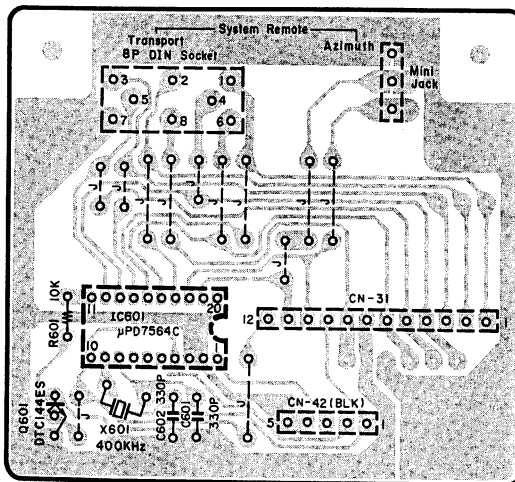 System Remote
Transport
8P DIN Socket
Azimuth
Mini
Jack
3 2 1
5 4
7 8 6
J J J J J J J J J
J
R601 10K
11 20
IC601
μPD7564C
10
CN-31
12 1
Q601
DTC144ES
J
X601
400KHz
C602 330P
C601
330P
J
CN-42(BLK)
5 1